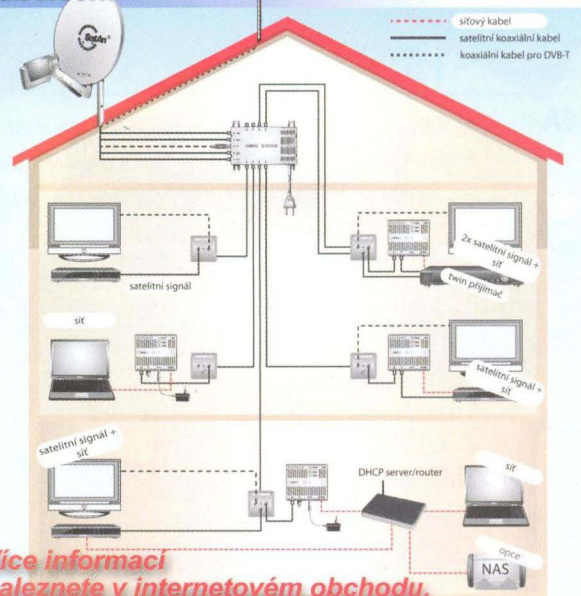 síťový kabel
satelitní koaxiální kabel
koaxiální kabel pro DVB-T
satelitní signál
2x satelitní signál +
síť
twin přijímač
síť
satelitní signál +
síť
satelitní signál +
síť
DHCP server/router
síť
opce
NAS
íce informací
aleznete v internetovém obchodu.